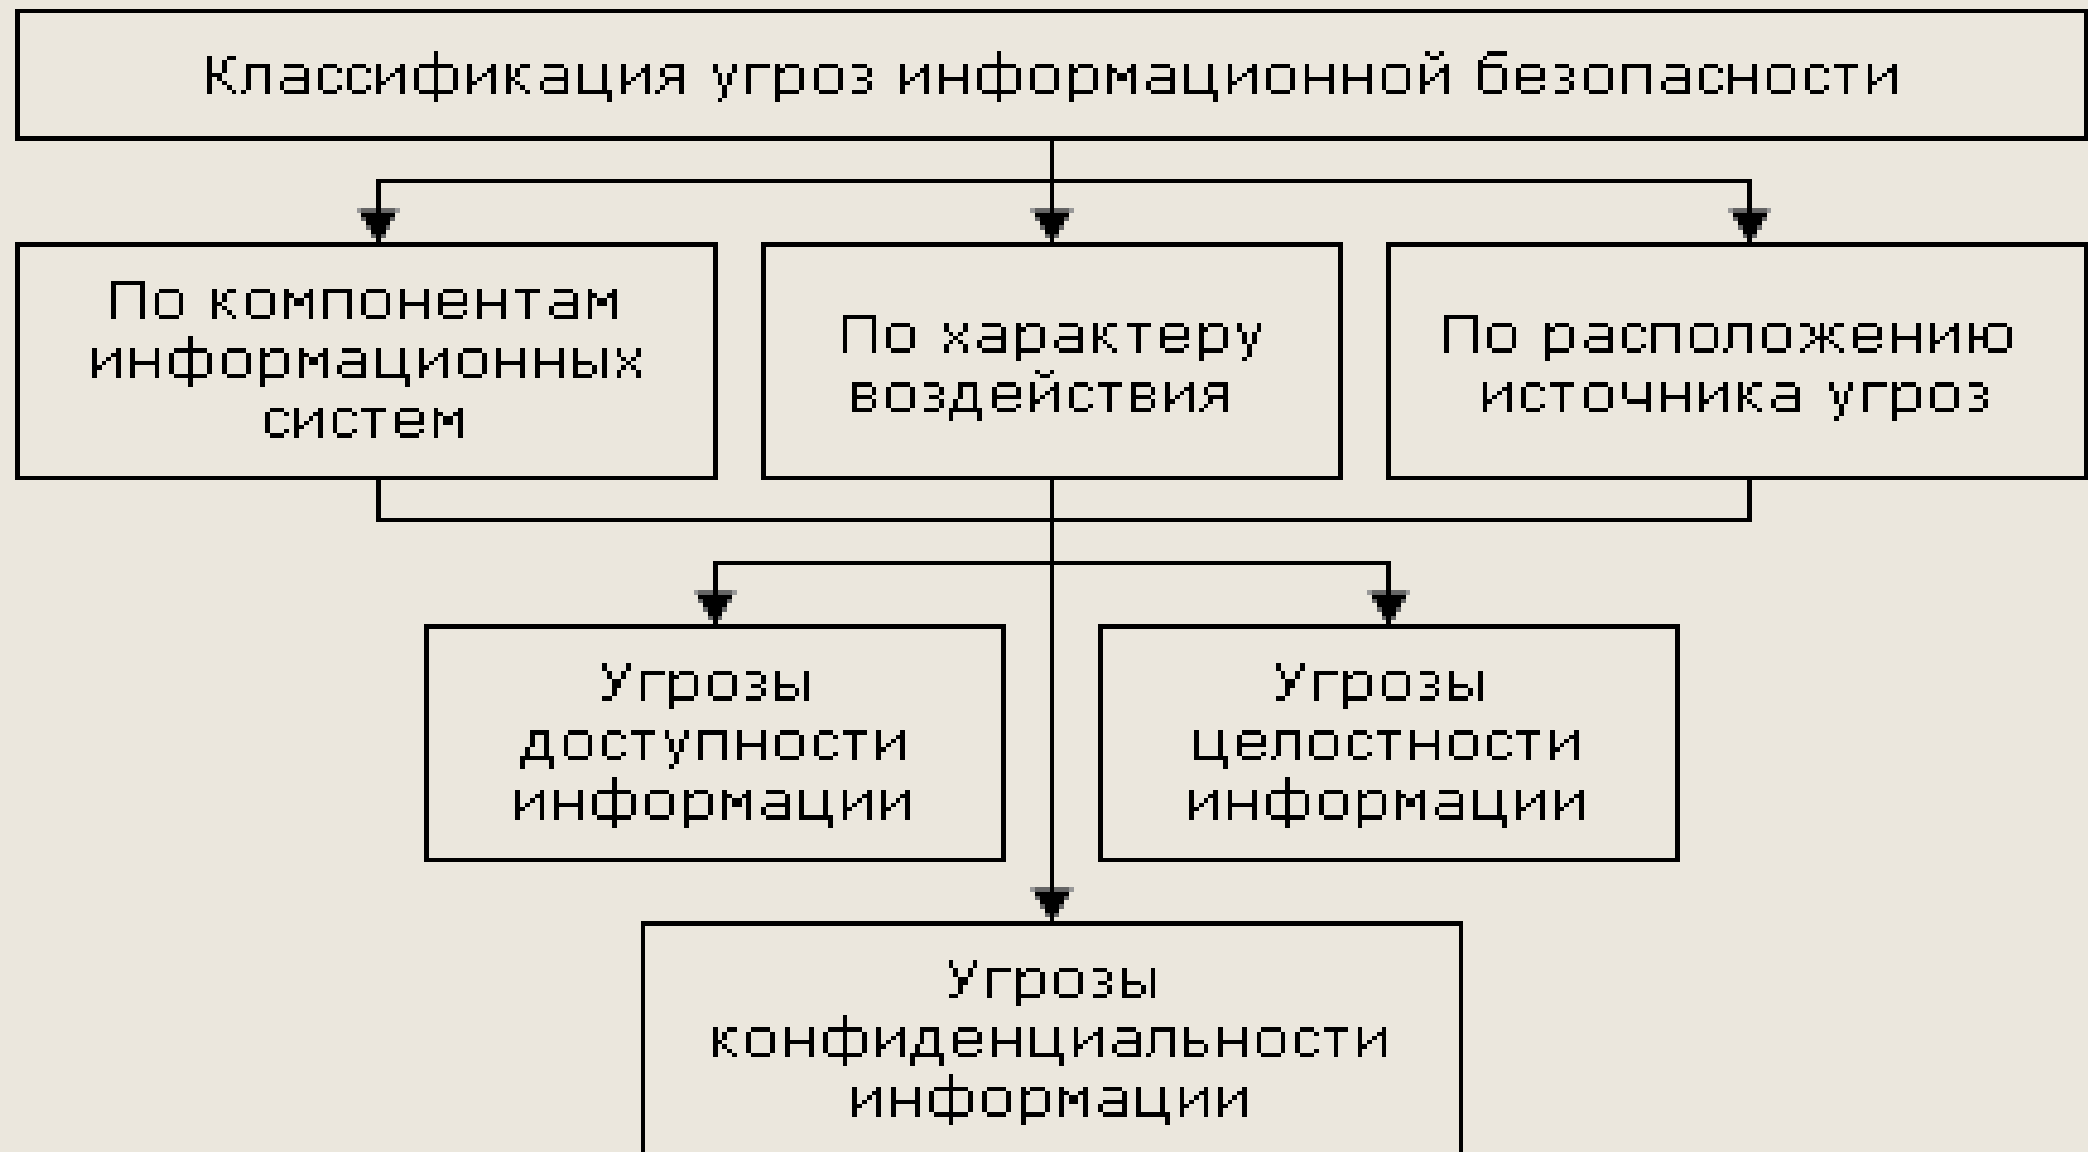 Классификация угроз информационной безопасности
По компонентам
информационных
систем
По характеру
воздействия
По расположению
источника угроз
Угрозы
доступности
информации
Угрозы
целостности
информации
Угрозы
конфиденциальности
информации